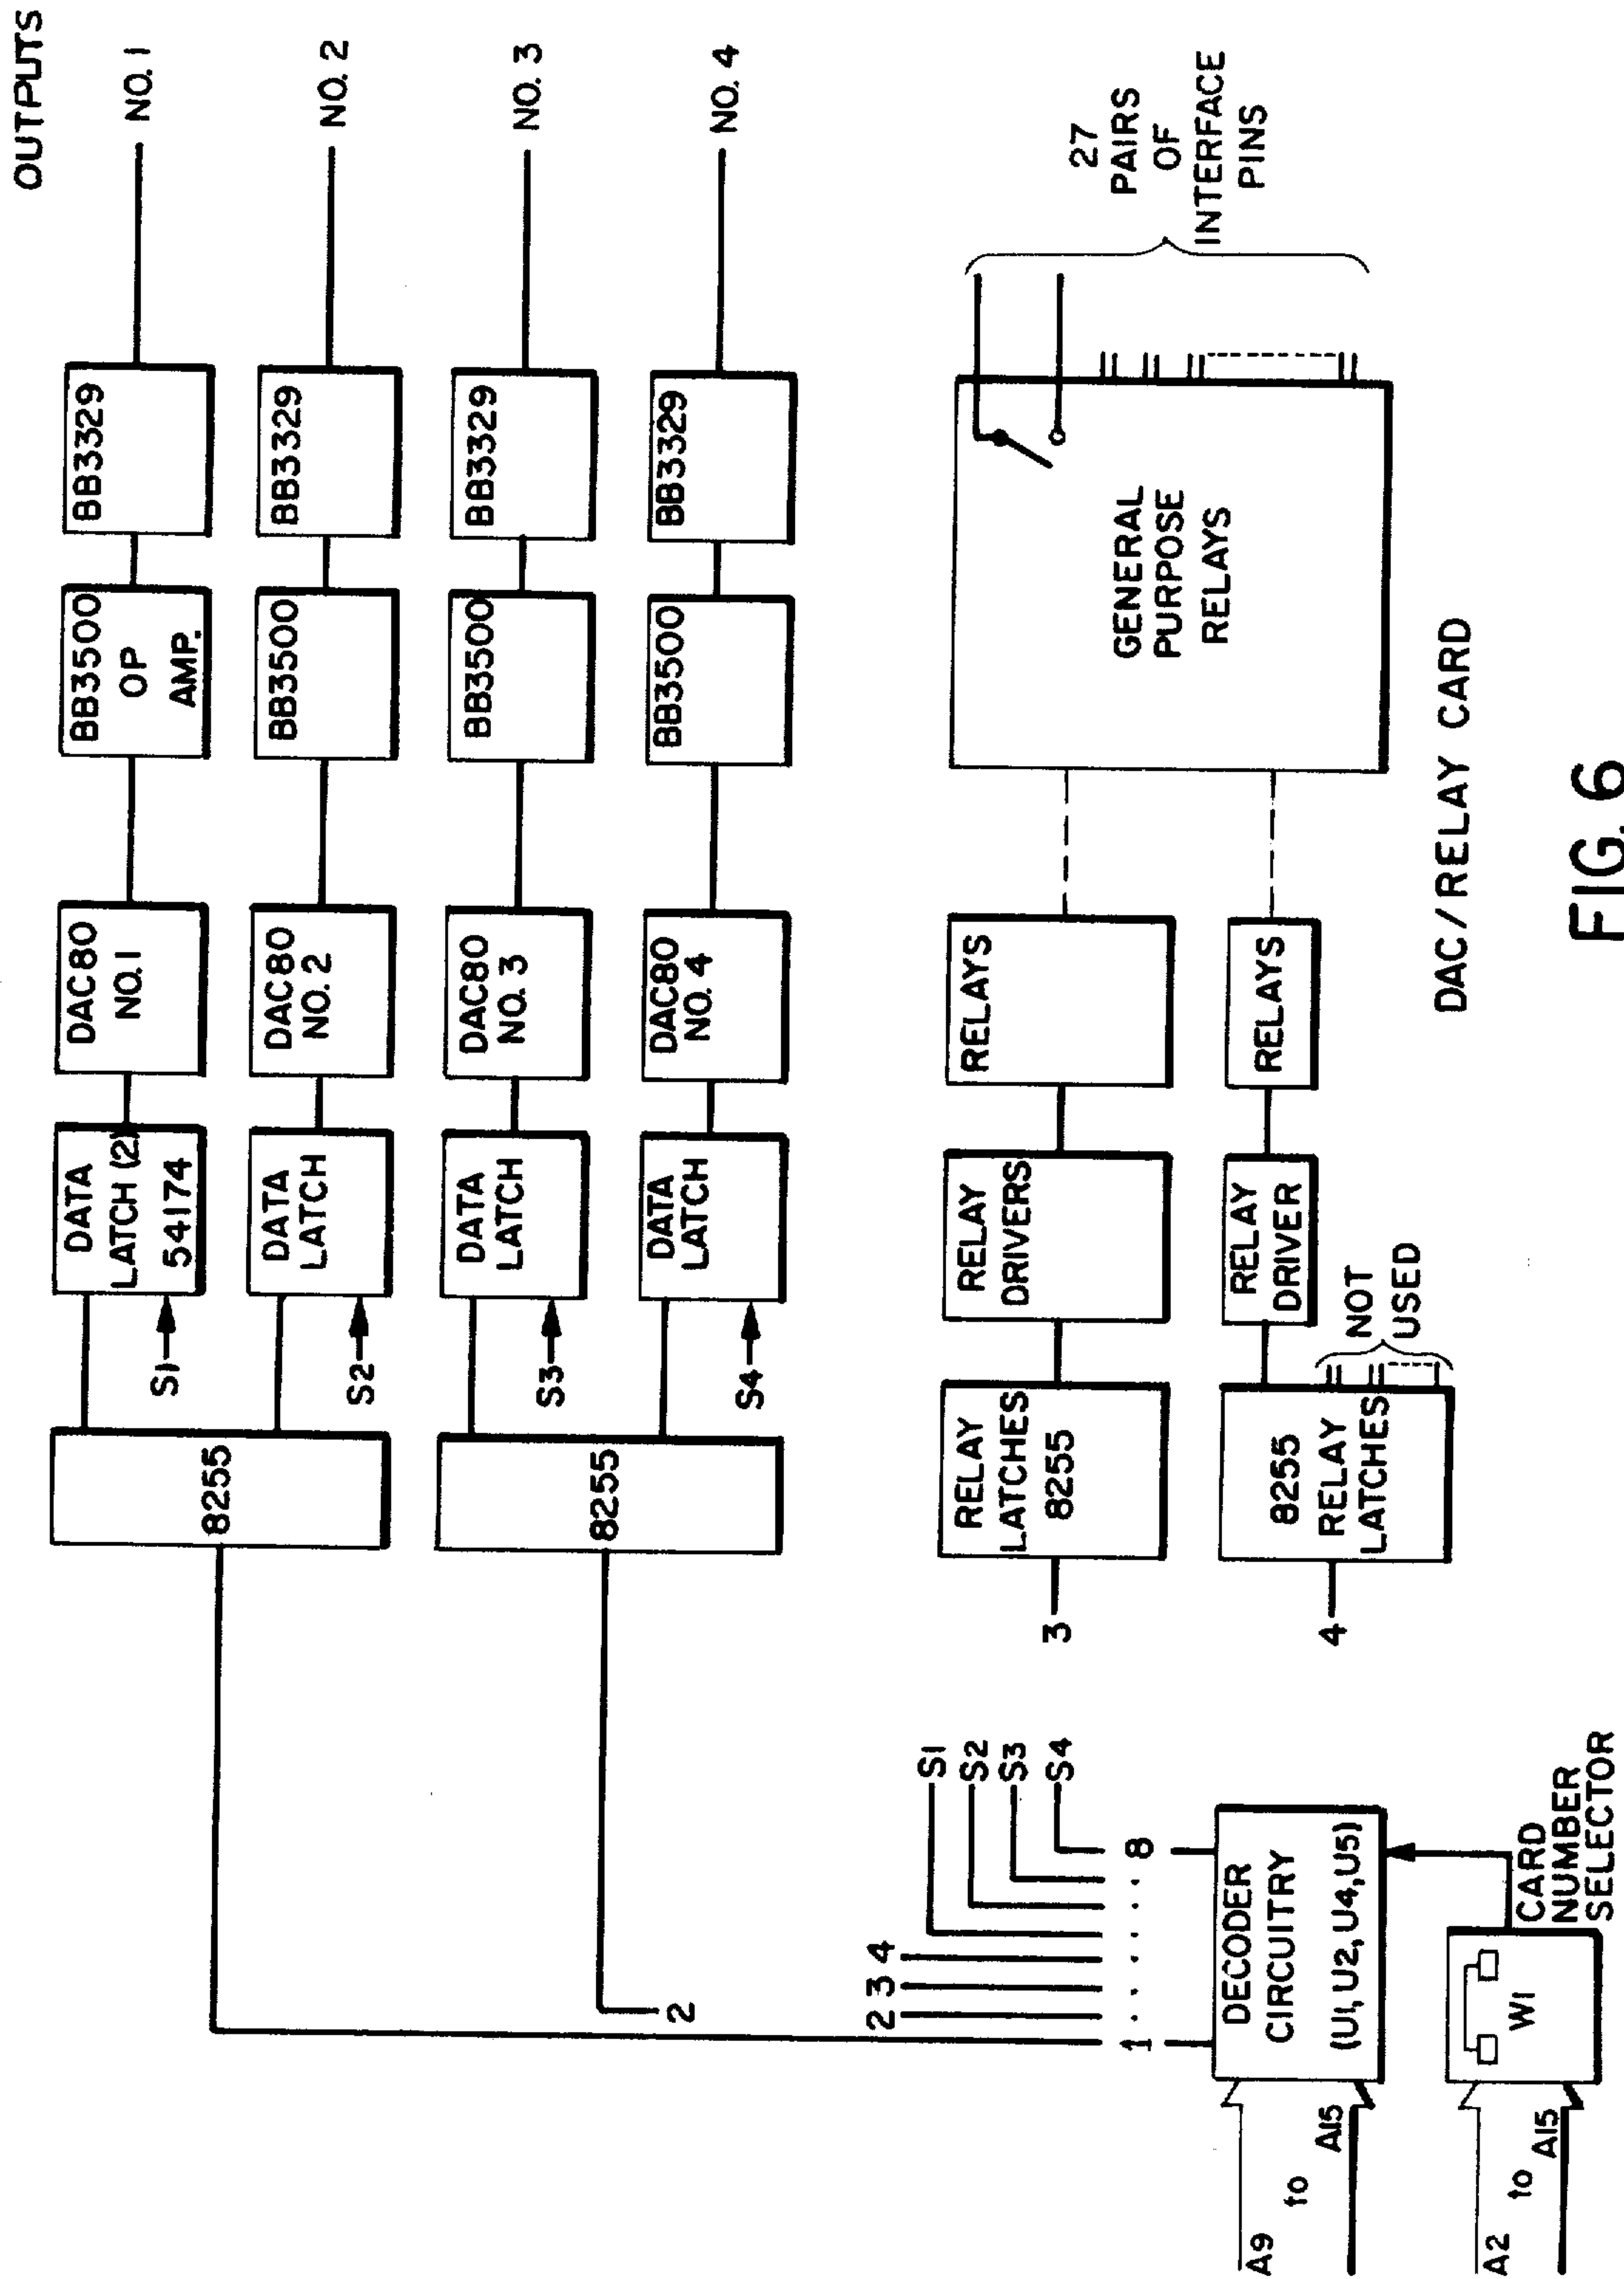 OUTPUTS
8255
S1
DATA
LATCH (2)
54174
DAC80
NO.1
BB3500
OP
AMP.
BB3329
NO. 1
S2
DATA
LATCH
DAC80
NO. 2
BB3500
BB3329
NO. 2
8255
S3
DATA
LATCH
DAC80
NO. 3
BB3500
BB3329
NO. 3
S4
DATA
LATCH
DAC80
NO. 4
BB3500
BB3329
NO. 4
2
2
3
4
S1
S2
S3
S4
1 . . . . . . 8
A9
to
A15
DECODER
CIRCUITRY
(U1, U2, U4, U5)
A2
to
A15
W1
CARD
NUMBER
SELECTOR
3
RELAY
LATCHES
8255
RELAY
DRIVERS
RELAYS
4
8255
RELAY
LATCHES
NOT
USED
RELAY
DRIVER
RELAYS
GENERAL
PURPOSE
RELAYS
27
PAIRS
OF
INTERFACE
PINS
DAC/RELAY CARD
FIG. 6